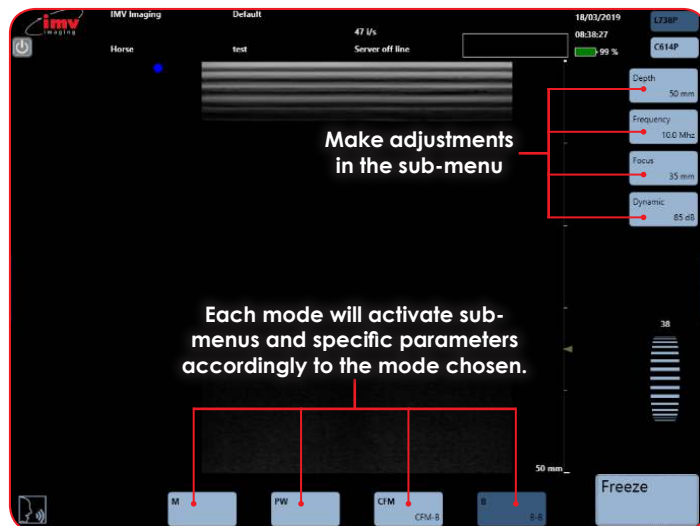 imv
imaging
IMV Imaging
Default
47 i/s
18/03/2019
L738P
08:38:27
99 %
C614P
Horse
test
Server off line
Depth
50 mm
Frequency
10.0 Mhz
Focus
35 mm
Dynamic
65 dB
Make adjustments
in the sub-menu
Each mode will activate sub-
menus and specific parameters
accordingly to the mode chosen.
38
50 mm
M
PW
CFM
CFM-B
B
B-B
Freeze